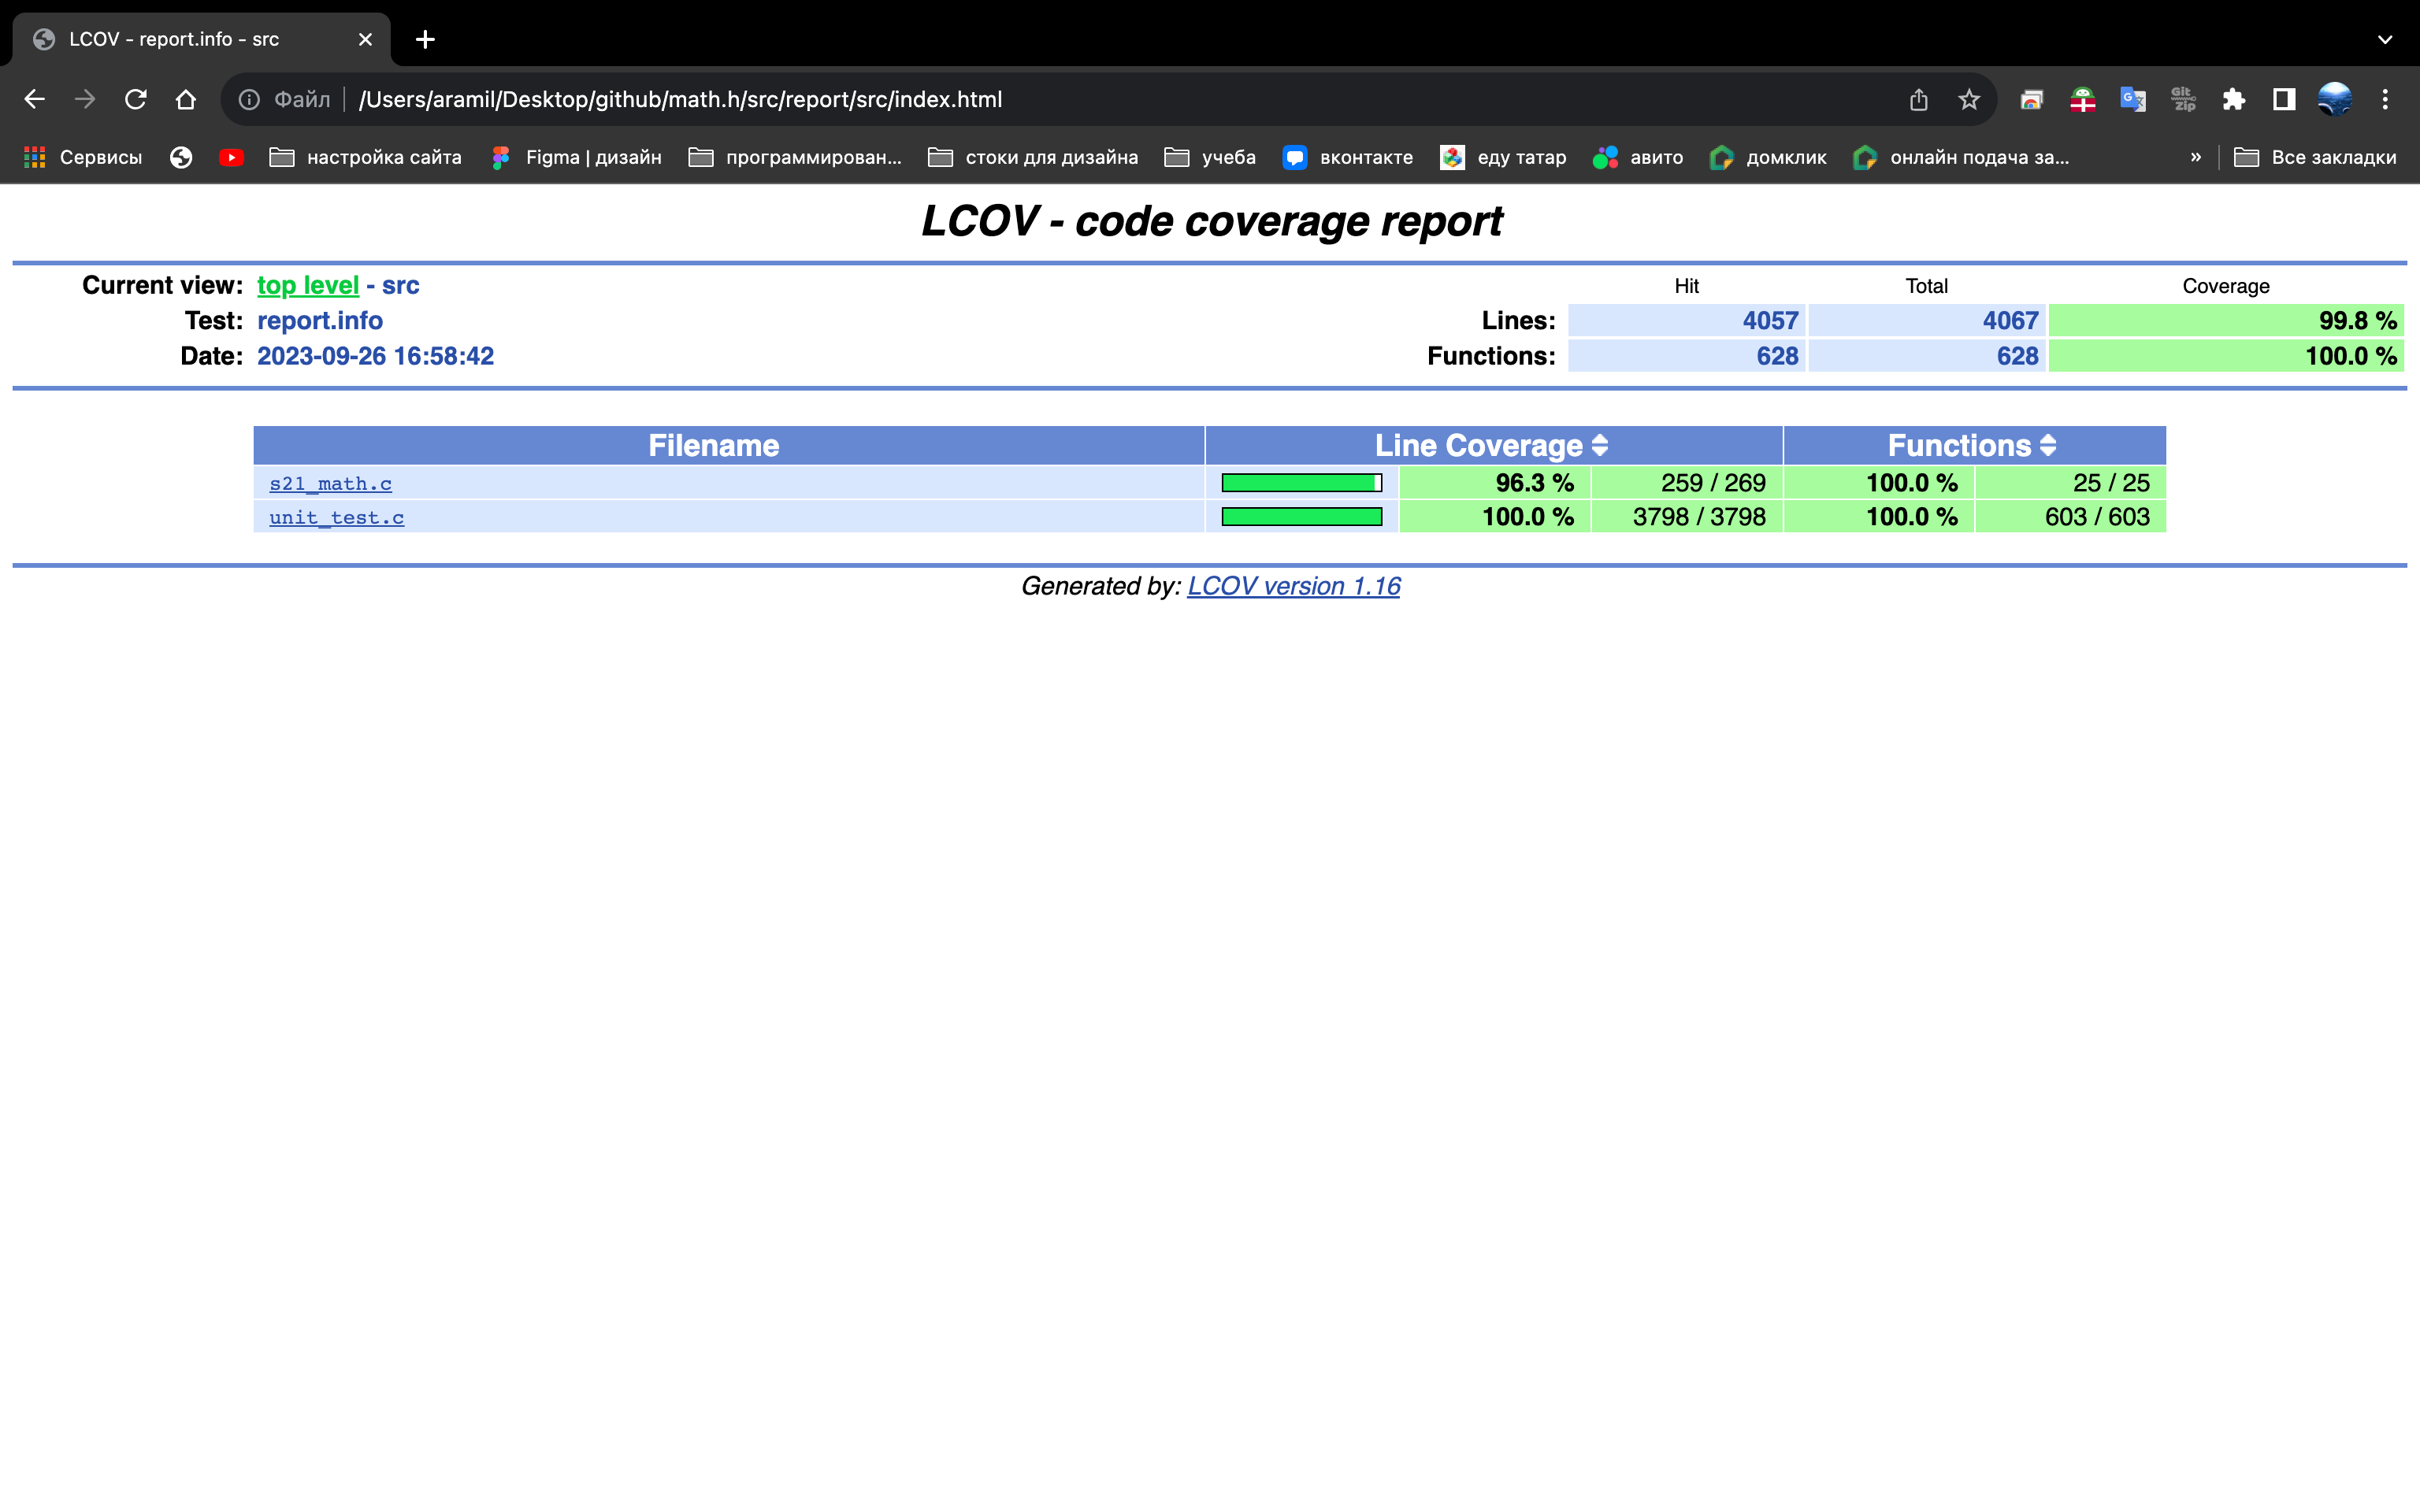 LCOV - report.info - src
Файл /Users/aramil/Desktop/github/math.h/src/report/src/index.html
Git Zip
Сервисы настройка сайта Figma | дизайн программирован... стоки для дизайна учеба вконтакте еду татар авито домклик онлайн подача за... » Все закладки
LCOV - code coverage report
Current view: top level - src Hit Total Coverage
Test: report.info Lines: 4057 4067 99.8 %
Date: 2023-09-26 16:58:42 Functions: 628 628 100.0 %
Filename Line Coverage Functions
s21_math.c 96.3 % 259 / 269 100.0 % 25 / 25
unit_test.c 100.0 % 3798 / 3798 100.0 % 603 / 603
Generated by: LCOV version 1.16